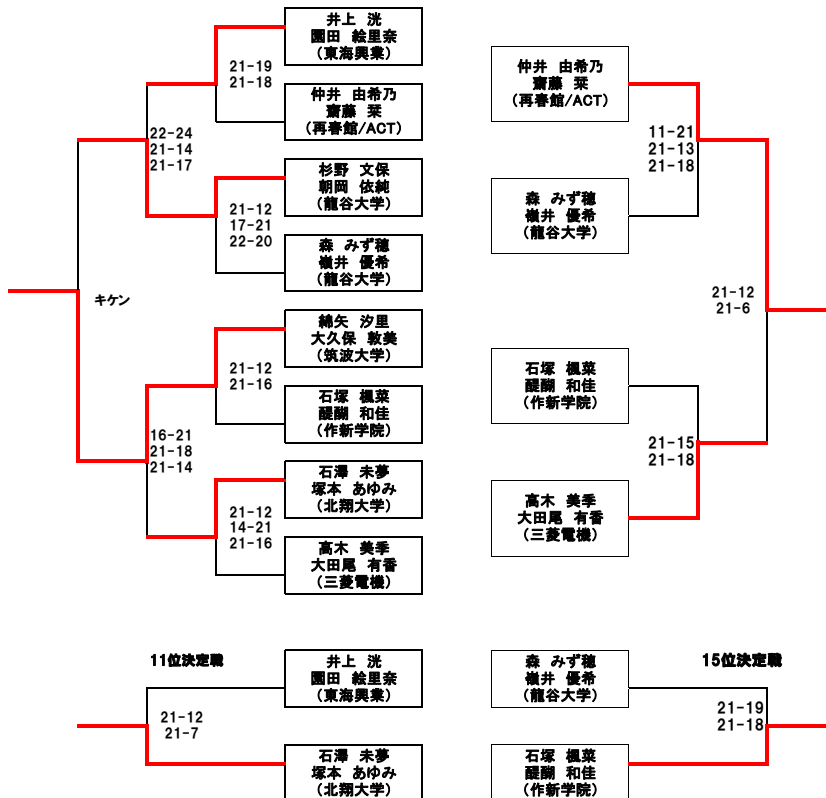 井上　洸
園田　絵里奈
（東海興業）
21-19
21-18
仲井　由希乃
齋藤　栞
（再春館/ACT）
22-24
21-14
21-17
杉野　文保
朝岡　依純
（龍谷大学）
21-12
17-21
22-20
森　みず穂
嶺井　優希
（龍谷大学）
キケン
綿矢　汐里
大久保　敦美
（筑波大学）
21-12
21-16
石塚　楓菜
醍醐　和佳
（作新学院）
16-21
21-18
21-14
石澤　未夢
塚本　あゆみ
（北翔大学）
21-12
14-21
21-16
高木　美季
大田尾　有香
（三菱電機）
仲井　由希乃
齋藤　栞
（再春館/ACT）
11-21
21-13
21-18
森　みず穂
嶺井　優希
（龍谷大学）
21-12
21-6
石塚　楓菜
醍醐　和佳
（作新学院）
21-15
21-18
高木　美季
大田尾　有香
（三菱電機）
11位決定戦
井上　洸
園田　絵里奈
（東海興業）
21-12
21-7
石澤　未夢
塚本　あゆみ
（北翔大学）
15位決定戦
森　みず穂
嶺井　優希
（龍谷大学）
21-19
21-18
石塚　楓菜
醍醐　和佳
（作新学院）